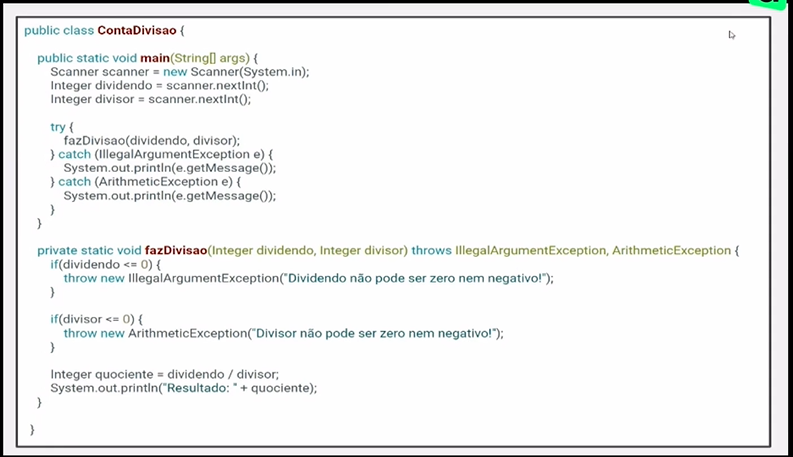 public class ContaDivisao {
public static void main(String[] args) {
Scanner scanner = new Scanner(System.in);
Integer dividendo = scanner.nextInt();
Integer divisor = scanner.nextInt();
try {
fazDivisao(dividendo, divisor);
} catch (IllegalArgumentException e) {
System.out.println(e.getMessage());
} catch (ArithmeticException e) {
System.out.println(e.getMessage());
}
}
private static void fazDivisao(Integer dividendo, Integer divisor) throws IllegalArgumentException, ArithmeticException {
if(dividendo <= 0) {
throw new IllegalArgumentException("Dividendo não pode ser zero nem negativo!");
}
if(divisor <= 0) {
throw new ArithmeticException("Divisor não pode ser zero nem negativo!");
}
Integer quociente = dividendo / divisor;
System.out.println("Resultado: " + quociente);
}
}